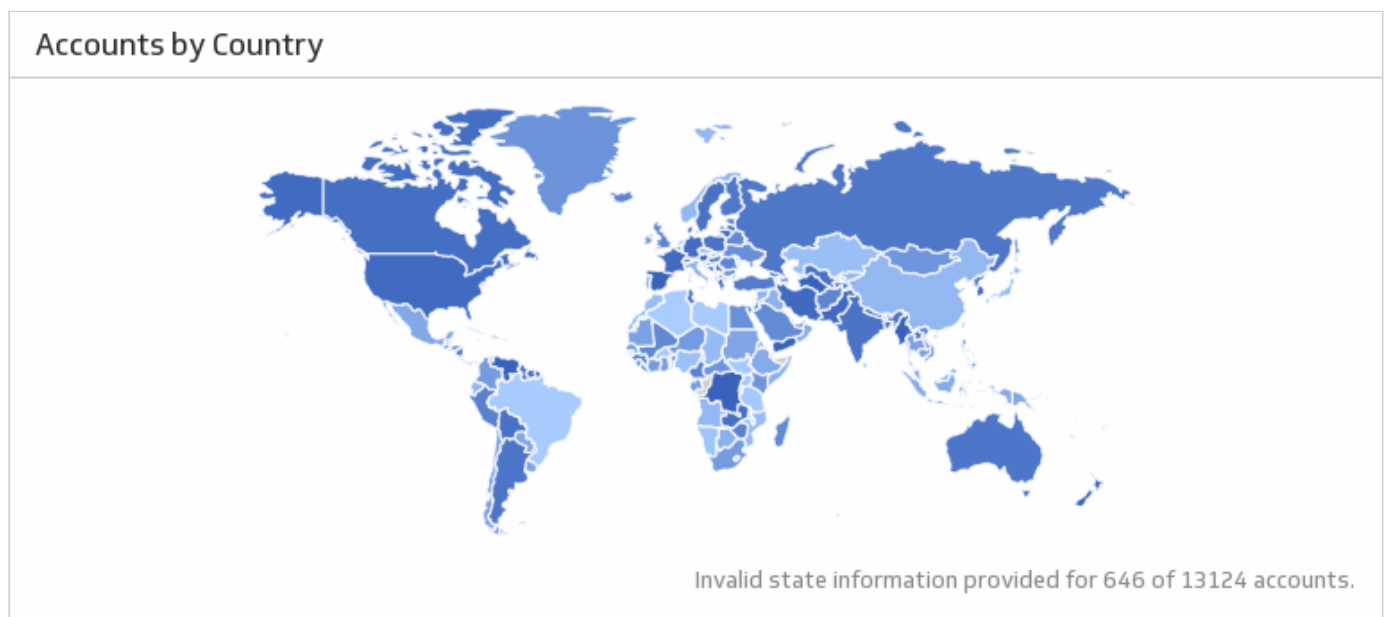 Accounts by Country
Invalid state information provided for 646 of 13124 accounts.